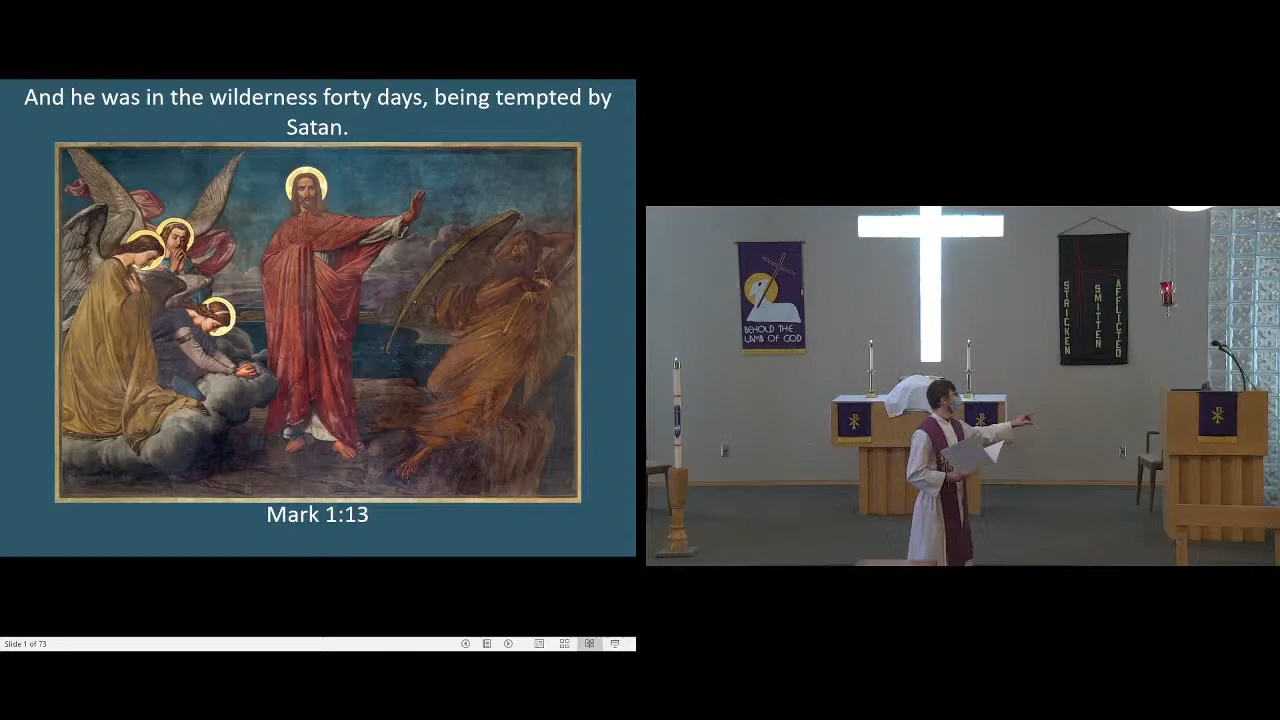 And he was in the wilderness forty days, being tempted by
Satan.
Mark 1:13
Slide 1 of 73
BEHOLD THE
LAMB OF GOD
STRICKEN
SMITTEN
AFFLICTED